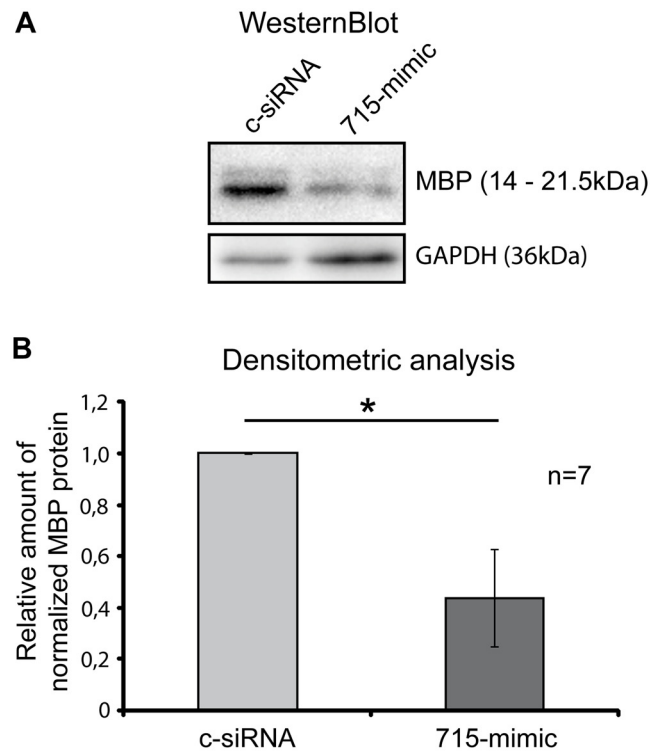 A
WesternBlot
c-siRNA
715-mimic
MBP (14 - 21.5kDa)
GAPDH (36kDa)
B
Densitometric analysis
Relative amount of
normalized MBP protein
1,2
1,0
0,8
0,6
0,4
0,2
0
*
n=7
c-siRNA
715-mimic